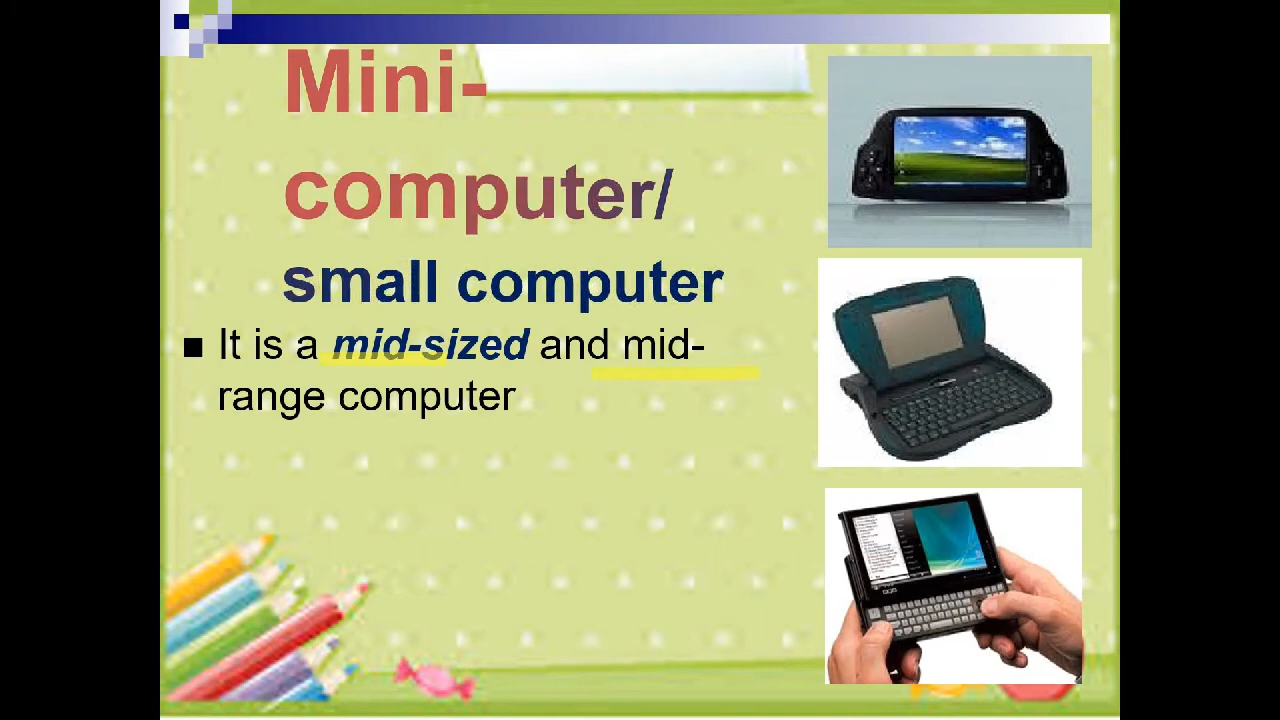 Mini-
computer/
small computer
It is a mid-sized and mid-
range computer